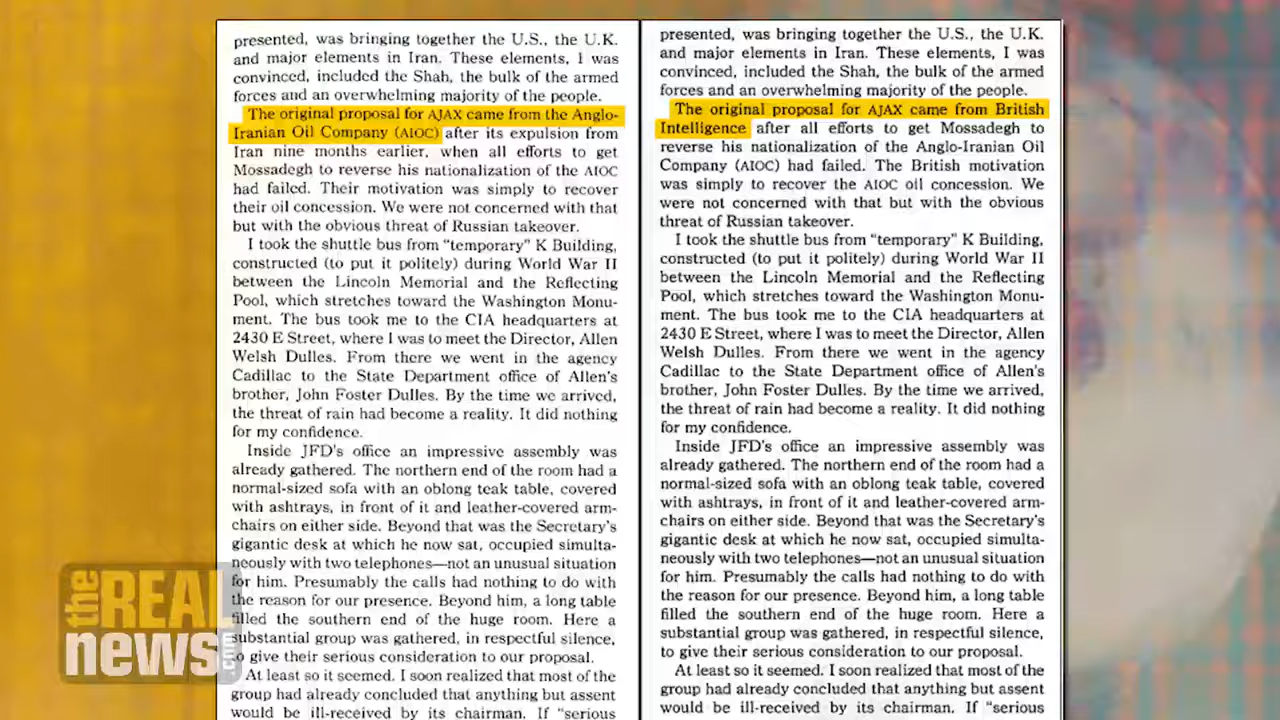 presented, was bringing together the U.S., the U.K.
and major elements in Iran. These elements, I was
convinced, included the Shah, the bulk of the armed
forces and an overwhelming majority of the people.
The original proposal for AJAX came from the Anglo-
Iranian Oil Company (AIOC) after its expulsion from
Iran nine months earlier, when all efforts to get
Mossadegh to reverse his nationalization of the AIOC
had failed. Their motivation was simply to recover
their oil concession. We were not concerned with that
but with the obvious threat of Russian takeover.
I took the shuttle bus from “temporary” K Building,
constructed (to put it politely) during World War II
between the Lincoln Memorial and the Reflecting
Pool, which stretches toward the Washington Monu-
ment. The bus took me to the CIA headquarters at
2430 E Street, where I was to meet the Director, Allen
Welsh Dulles. From there we went in the agency
Cadillac to the State Department office of Allen’s
brother, John Foster Dulles. By the time we arrived,
the threat of rain had become a reality. It did nothing
for my confidence.
Inside JFD’s office an impressive assembly was
already gathered. The northern end of the room had a
normal-sized sofa with an oblong teak table, covered
with ashtrays, in front of it and leather-covered arm-
chairs on either side. Beyond that was the Secretary’s
gigantic desk at which he now sat, occupied simulta-
neously with two telephones—not an unusual situation
for him. Presumably the calls had nothing to do with
the reason for our presence. Beyond him, a long table
filled the southern end of the huge room. Here a
substantial group was gathered, in respectful silence,
to give their serious consideration to our proposal.
At least so it seemed. I soon realized that most of the
group had already concluded that anything but assent
would be ill-received by its chairman. If “serious
presented, was bringing together the U.S., the U.K.
and major elements in Iran. These elements, I was
convinced, included the Shah, the bulk of the armed
forces and an overwhelming majority of the people.
The original proposal for AJAX came from British
Intelligence after all efforts to get Mossadegh to
reverse his nationalization of the Anglo-Iranian Oil
Company (AIOC) had failed. The British motivation
was simply to recover the AIOC oil concession. We
were not concerned with that but with the obvious
threat of Russian takeover.
I took the shuttle bus from “temporary” K Building,
constructed (to put it politely) during World War II
between the Lincoln Memorial and the Reflecting
Pool, which stretches toward the Washington Monu-
ment. The bus took me to the CIA headquarters at
2430 E Street, where I was to meet the Director, Allen
Welsh Dulles. From there we went in the agency
Cadillac to the State Department office of Allen’s
brother, John Foster Dulles. By the time we arrived,
the threat of rain had become a reality. It did nothing
for my confidence.
Inside JFD’s office an impressive assembly was
already gathered. The northern end of the room had a
normal-sized sofa with an oblong teak table, covered
with ashtrays, in front of it and leather-covered arm-
chairs on either side. Beyond that was the Secretary’s
gigantic desk at which he now sat, occupied simulta-
neously with two telephones—not an unusual situation
for him. Presumably the calls had nothing to do with
the reason for our presence. Beyond him, a long table
filled the southern end of the huge room. Here a
substantial group was gathered, in respectful silence,
to give their serious consideration to our proposal.
At least so it seemed. I soon realized that most of the
group had already concluded that anything but assent
would be ill-received by its chairman. If “serious
the REAL
news.com